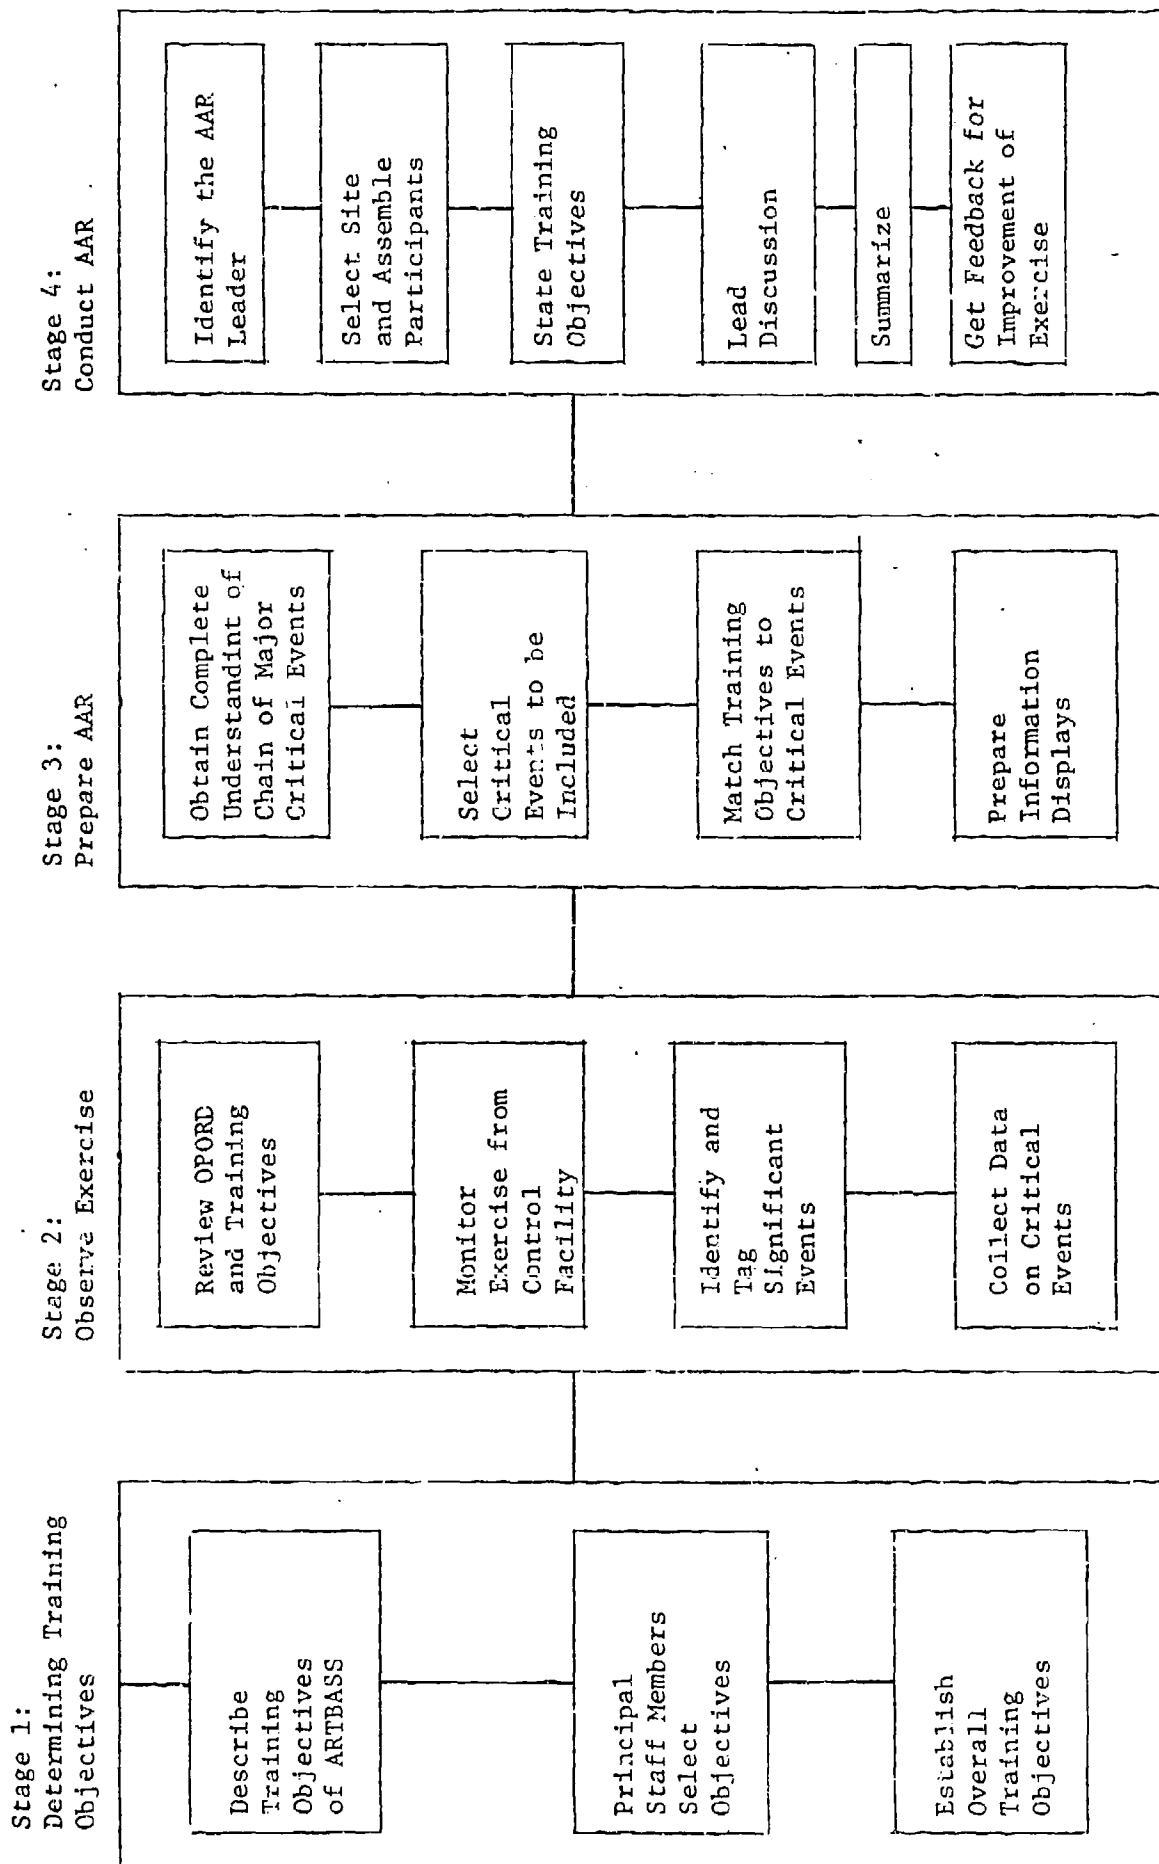 Stage 1:
Determining Training
Objectives
Describe
Training
Objectives
of ARTBASS
Principal
Staff Members
Select
Objectives
Establish
Overall
Training
Objectives
Stage 2:
Observe Exercise
Review OPORD
and Training
Objectives
Monitor
Exercise from
Control
Facility
Identify and
Tag
Significant
Events
Collect Data
on Critical
Events
Stage 3:
Prepare AAR
Obtain Complete
Understandint of
Chain of Major
Critical Events
Select
Critical
Events to be
Included
Match Training
Objectives to
Critical Events
Prepare
Information
Displays
Stage 4:
Conduct AAR
Identify the AAR
Leader
Select Site
and Assemble
Participants
State Training
Objectives
Lead
Discussion
Summarize
Get Feedback for
Improvement of
Exercise